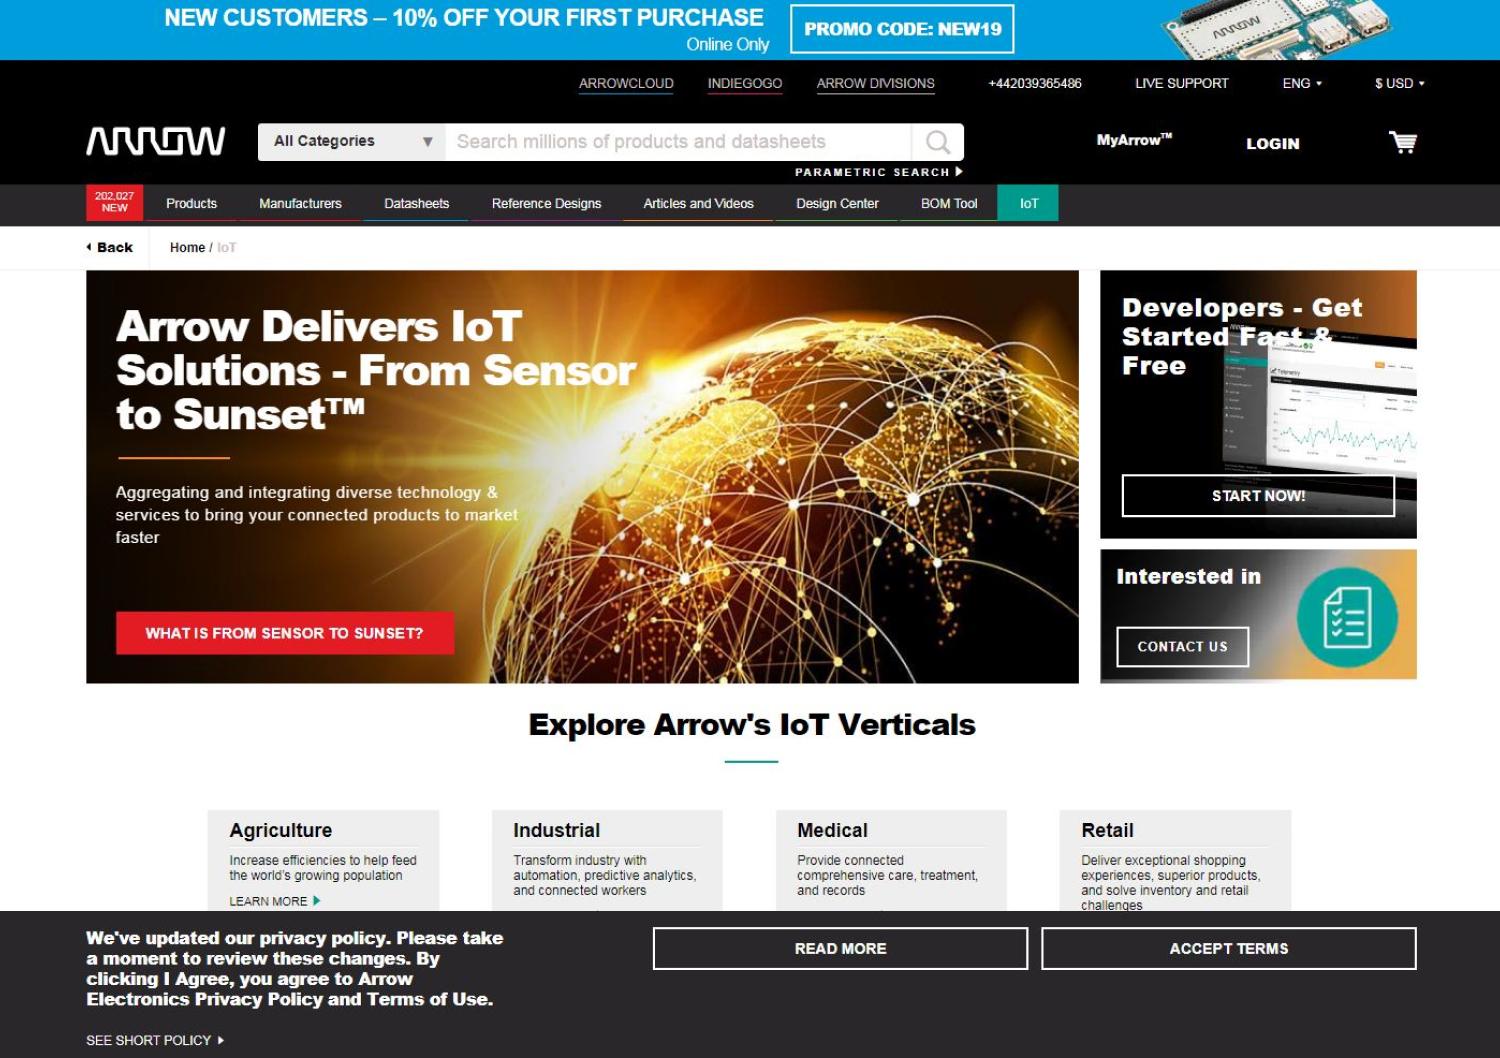 NEW CUSTOMERS – 10% OFF YOUR FIRST PURCHASE
Online Only
PROMO CODE: NEW19
ARROW
ARROWCLOUD
INDIEGOGO
ARROW DIVISIONS
+442039365486
LIVE SUPPORT
ENG
$ USD
ARROW
All Categories
Search millions of products and datasheets
MyArrow™
LOGIN
PARAMETRIC SEARCH
202,027
NEW
Products
Manufacturers
Datasheets
Reference Designs
Articles and Videos
Design Center
BOM Tool
IoT
Back
Home / IoT
Arrow Delivers IoT
Solutions - From Sensor
to Sunset™
Aggregating and integrating diverse technology &
services to bring your connected products to market
faster
WHAT IS FROM SENSOR TO SUNSET?
Developers - Get
Started Fast &
Free
Telemetry
START NOW!
Interested in
CONTACT US
Explore Arrow's IoT Verticals
Agriculture
Increase efficiencies to help feed
the world's growing population
LEARN MORE
Industrial
Transform industry with
automation, predictive analytics,
and connected workers
Medical
Provide connected
comprehensive care, treatment,
and records
Retail
Deliver exceptional shopping
experiences, superior products,
and solve inventory and retail
challenges
We've updated our privacy policy. Please take
a moment to review these changes. By
clicking I Agree, you agree to Arrow
Electronics Privacy Policy and Terms of Use.
SEE SHORT POLICY
READ MORE
ACCEPT TERMS